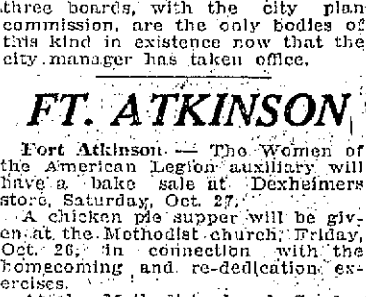 three boards, with the city plan
commission, are the only bodies of
this kind in existence now that the
city manager has taken office.
FT. ATKINSON
Fort Atkinson — The Women of
the American Legion auxiliary will
have a bake sale at Dexheimers
store, Saturday, Oct. 27.
A chicken pie supper will be giv-
en at the Methodist church, Friday,
Oct. 26, in connection with the
homecoming and re-dedication ex-
ercises.